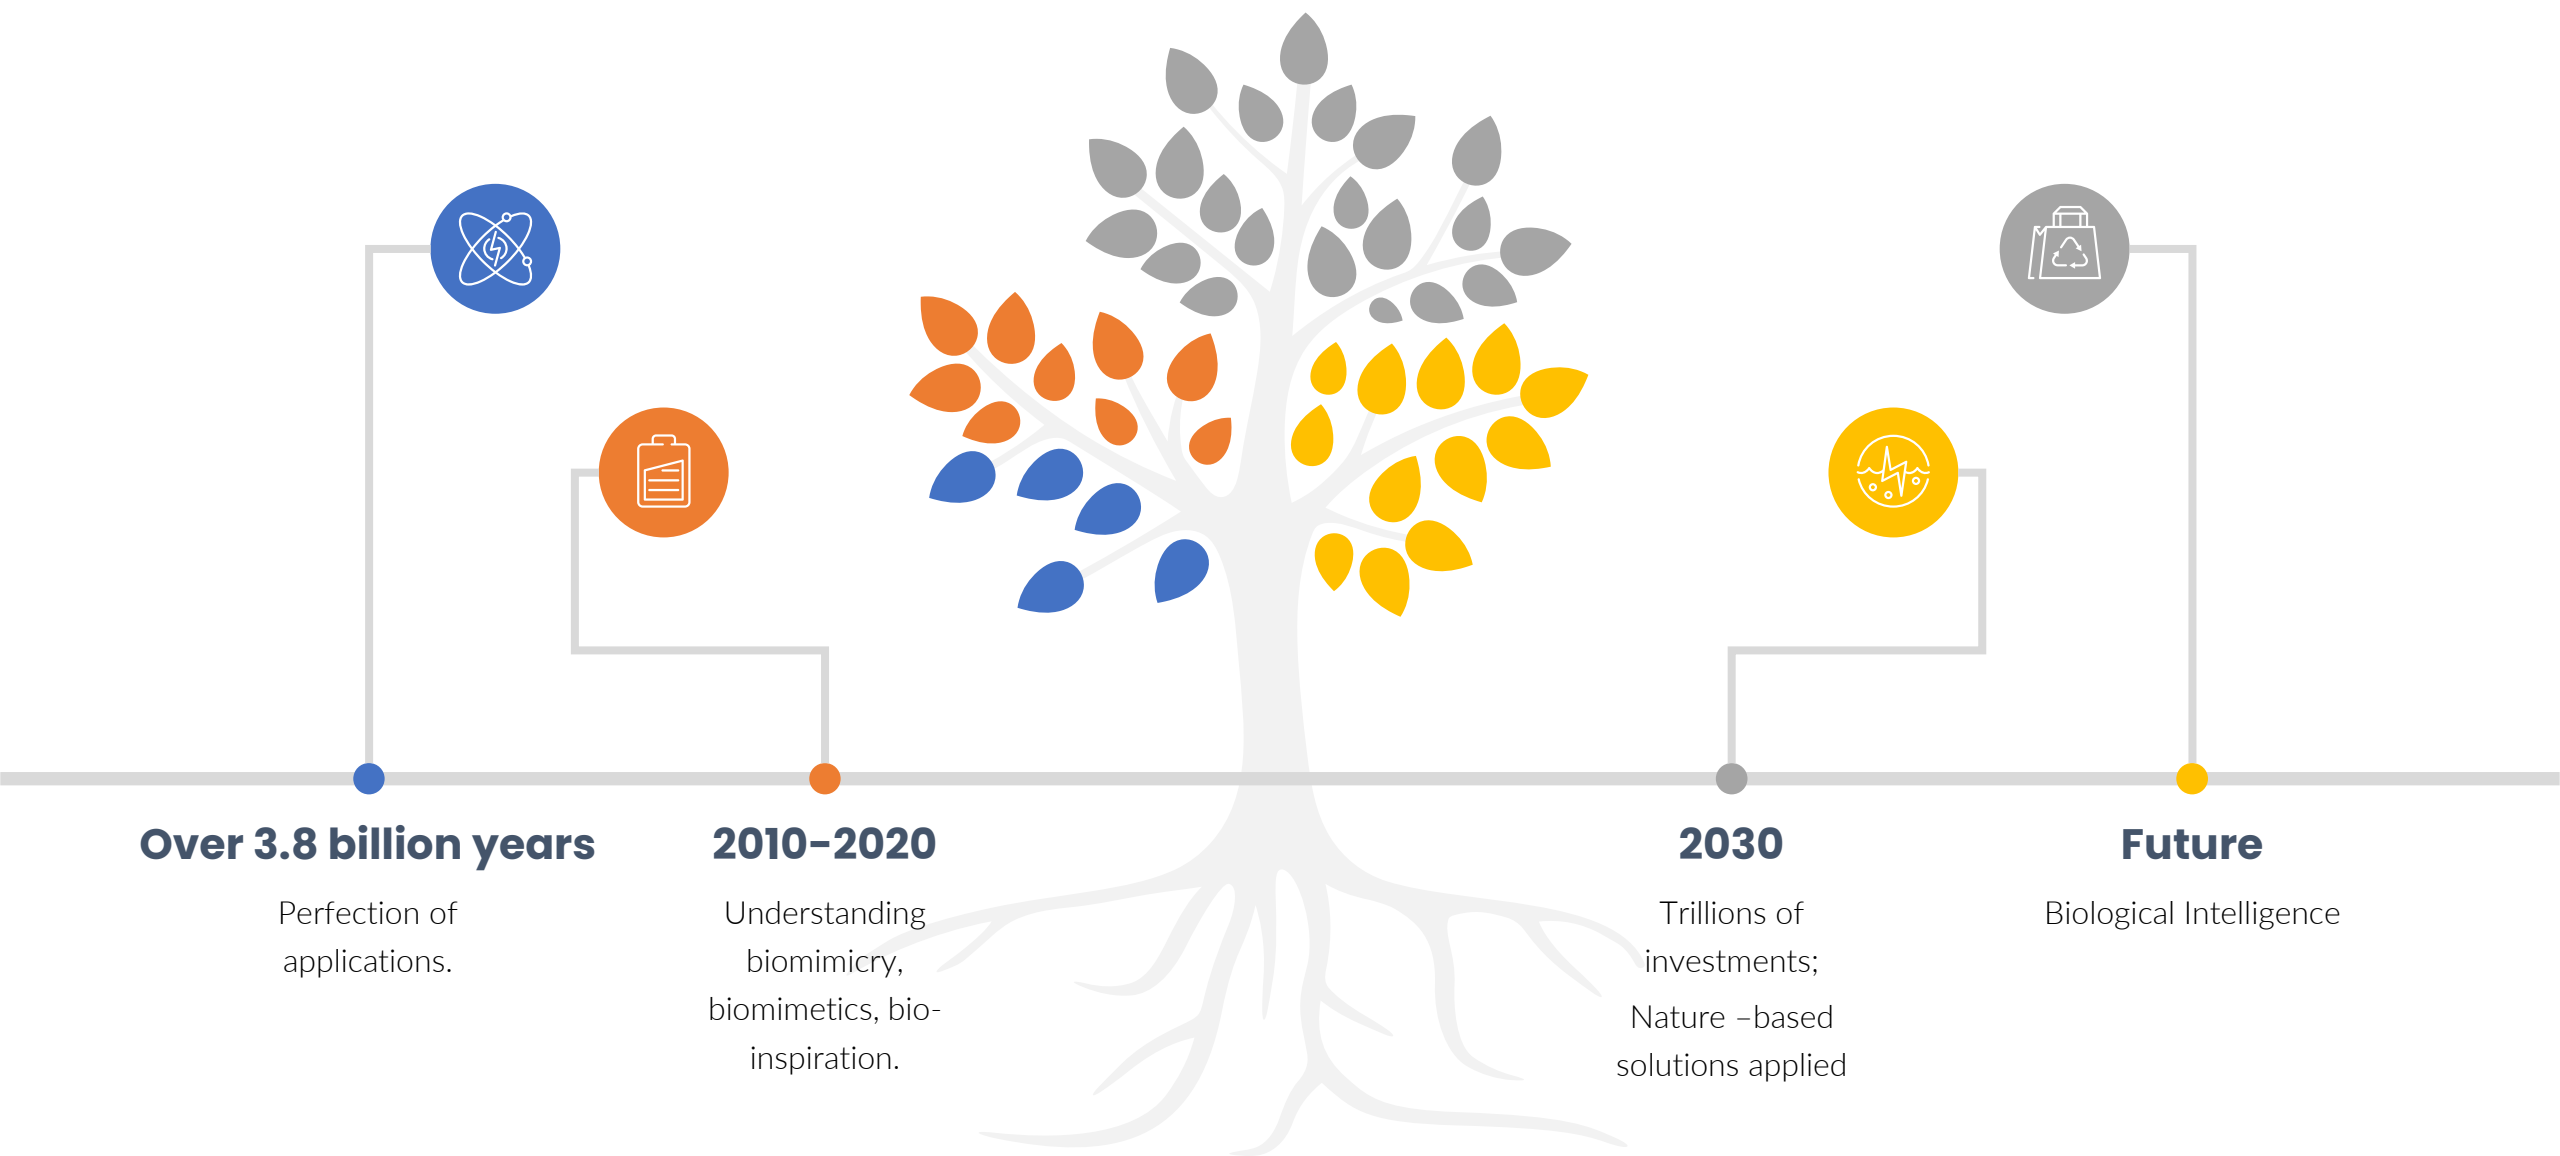 Over 3.8 billion years
Perfection of
applications.
2010-2020
Understanding
biomimicry,
biomimetics, bio-
inspiration.
2030
Trillions of
investments;
Nature –based
solutions applied
Future
Biological Intelligence